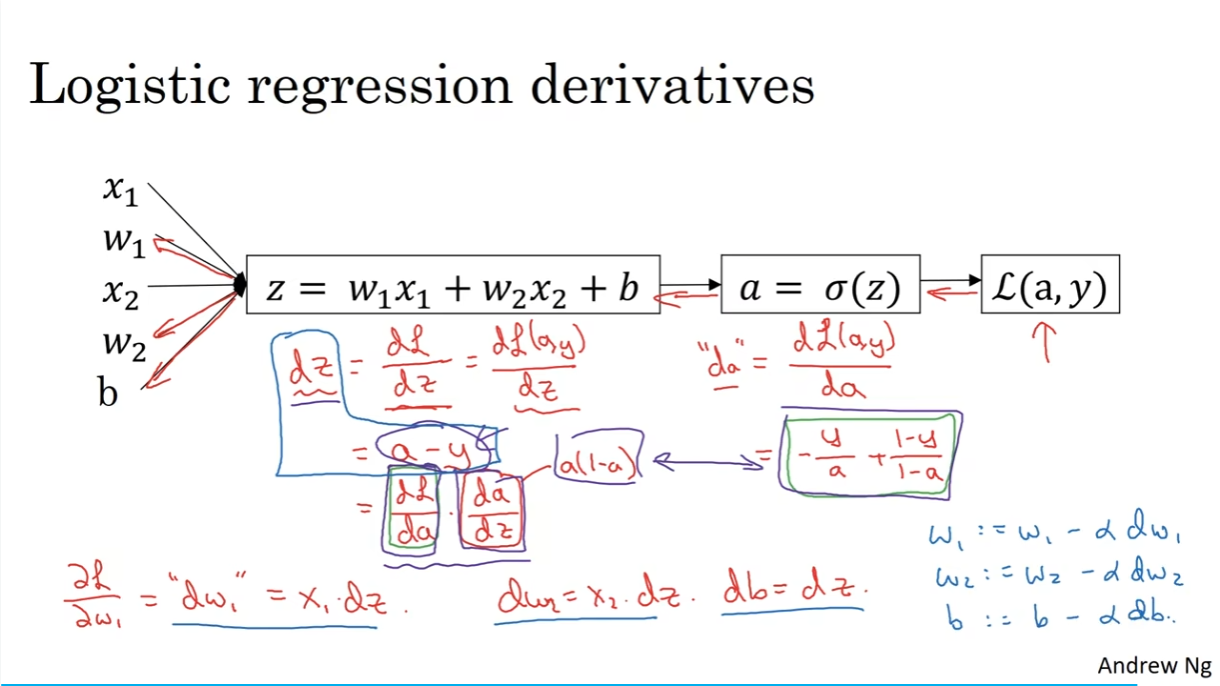 Logistic regression derivatives
x₁
w₁
x₂
w₂
b
z = w₁x₁ + w₂x₂ + b
a = σ(z)
ℒ(a, y)
dz = dℒ/dz = dℒ(a,y)/dz
= a - y
= dℒ/da · da/dz
a(1-a)
"da" = dℒ(a,y)/da
= -y/a + 1-y/1-a
∂ℒ/∂w₁ = "dw₁" = x₁·dz.
dw₂ = x₂·dz.
db = dz.
w₁ := w₁ - α dw₁
w₂ := w₂ - α dw₂
b := b - α db.
Andrew Ng